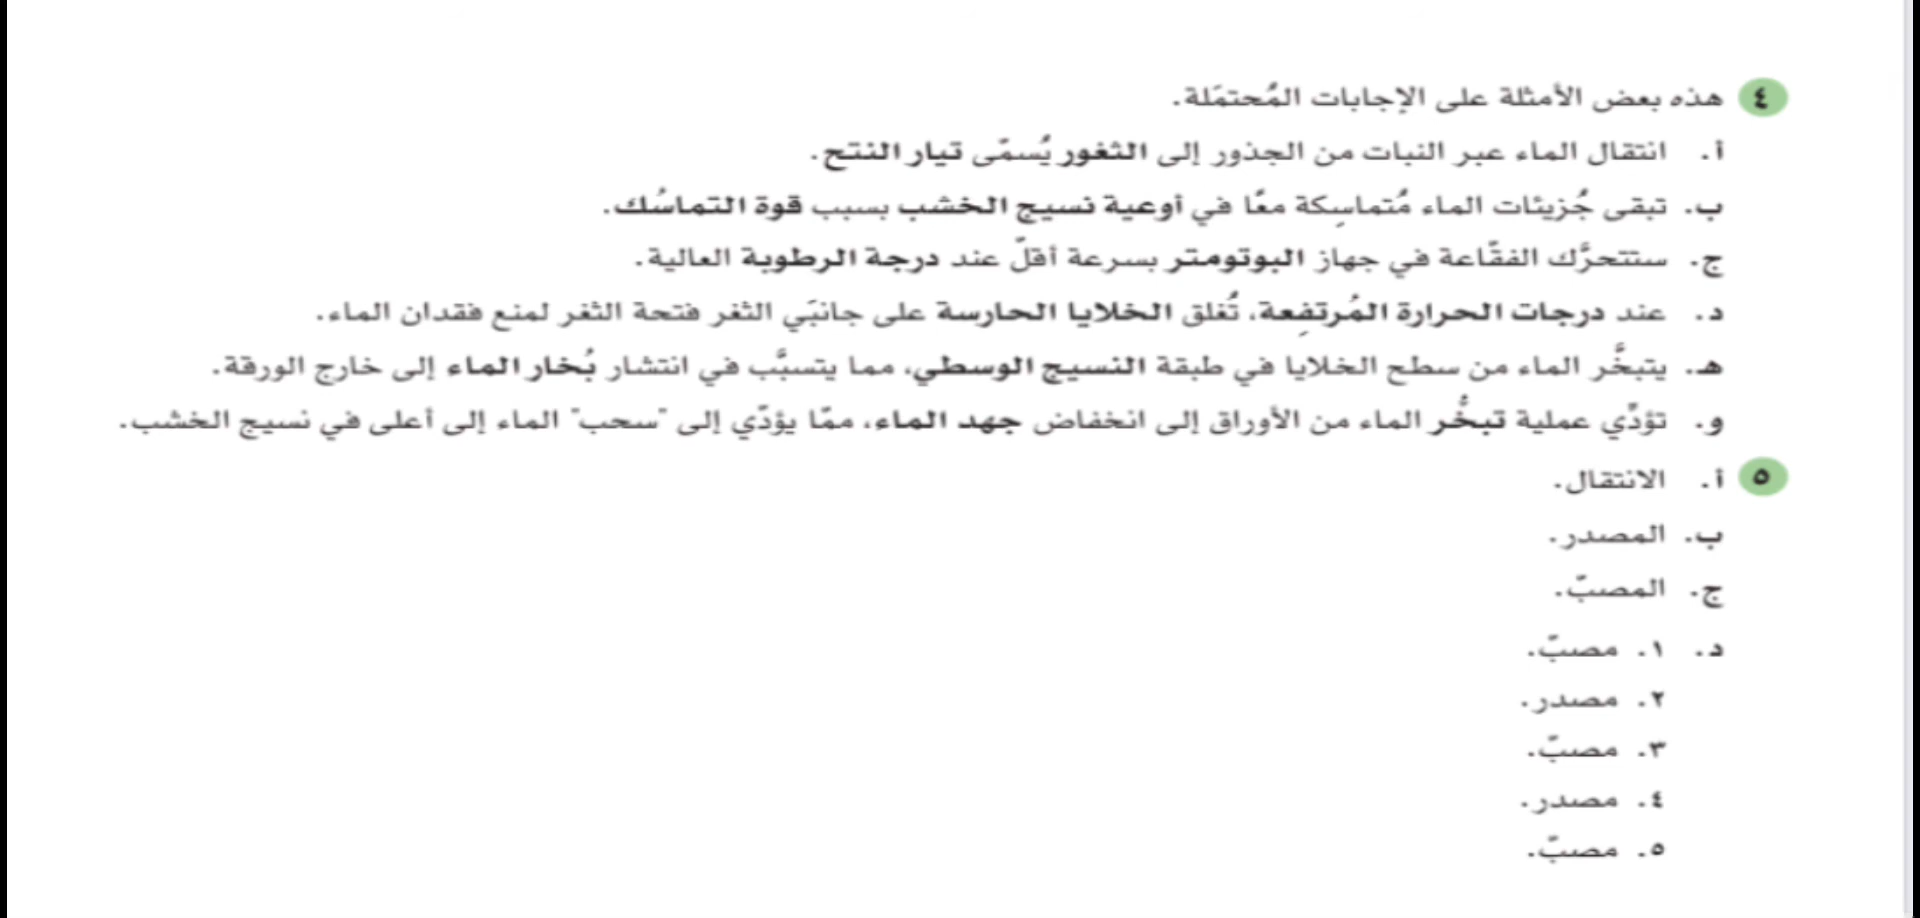 ٤ هذه بعض الأمثلة على الإجابات المُحتمَلة.
أ. انتقال الماء عبر النبات من الجذور إلى الثغور يُسمّى تيار النتح.
ب. تبقى جُزيئات الماء مُتماسِكة معًا في أوعية نسيج الخشب بسبب قوة التماسُك.
ج. ستتحرَّك الفقّاعة في جهاز البوتومتر بسرعة أقلّ عند درجة الرطوبة العالية.
د. عند درجات الحرارة المُرتفِعة، تُغلق الخلايا الحارسة على جانبَي الثغر فتحة الثغر لمنع فقدان الماء.
هـ. يتبخَّر الماء من سطح الخلايا في طبقة النسيج الوسطي، مما يتسبَّب في انتشار بُخار الماء إلى خارج الورقة.
و. تؤدّي عملية تبخُّر الماء من الأوراق إلى انخفاض جهد الماء، ممّا يؤدّي إلى "سحب" الماء إلى أعلى في نسيج الخشب.
٥ أ. الانتقال.
ب. المصدر.
ج. المصبّ.
د. ١. مصبّ.
٢. مصدر.
٣. مصبّ.
٤. مصدر.
٥. مصبّ.